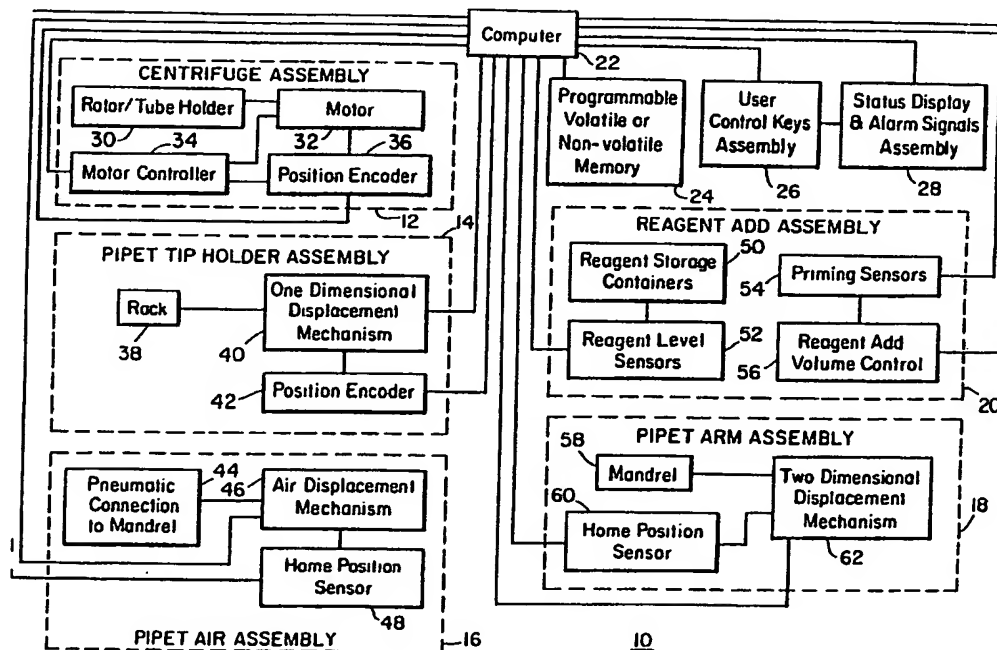 Computer
22
CENTRIFUGE ASSEMBLY
Rotor/Tube Holder
30
34
Motor
32
36
Motor Controller
Position Encoder
12
Programmable
Volatile or
Non-volatile
Memory
24
User
Control Keys
Assembly
26
Status Display
& Alarm Signals
Assembly
28
14
PIPET TIP HOLDER ASSEMBLY
Rack
38
One Dimensional
Displacement
Mechanism
40
42
Position Encoder
REAGENT ADD ASSEMBLY
50
Reagent Storage
Containers
54
Priming Sensors
52
Reagent Level
Sensors
56
Reagent Add
Volume Control
20
44
46
Pneumatic
Connection
to Mandrel
Air Displacement
Mechanism
Home Position
Sensor
48
PIPET AIR ASSEMBLY
16
PIPET ARM ASSEMBLY
58
Mandrel
60
Home Position
Sensor
Two Dimensional
Displacement
Mechanism
62
18
10